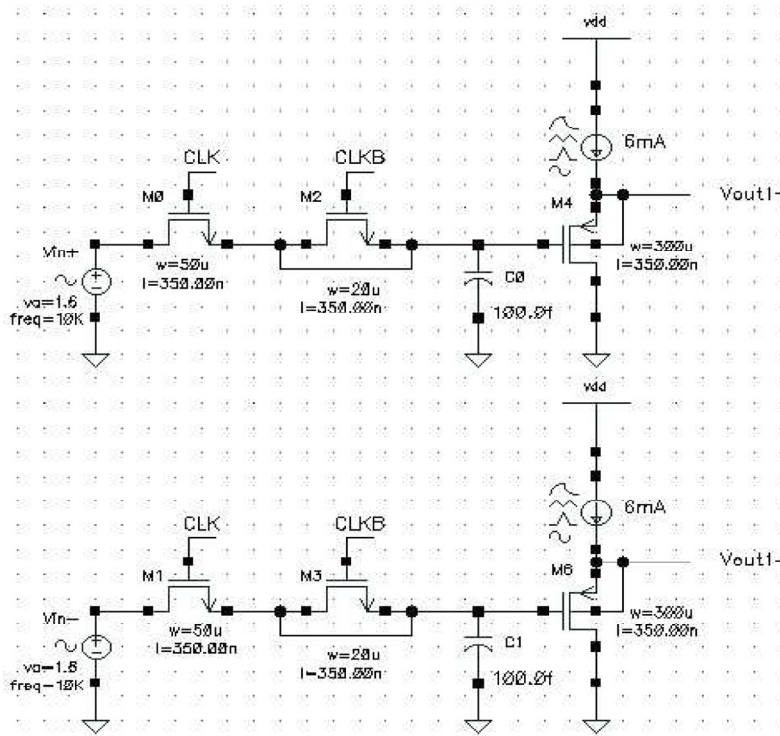 vdd
6mA
CLK
CLKB
M0
M2
M4
Vout1-
Vin+
w=50u
l=350.00n
w=300u
l=350.00n
C0
va=1.6
freq=10K
w=20u
l=350.00n
100.0f
vdd
6mA
CLK
CLKB
M1
M3
M6
Vout1-
Vin-
w=50u
l=350.00n
w=300u
l=350.00n
C1
va=1.6
freq=10K
w=20u
l=350.00n
100.0f